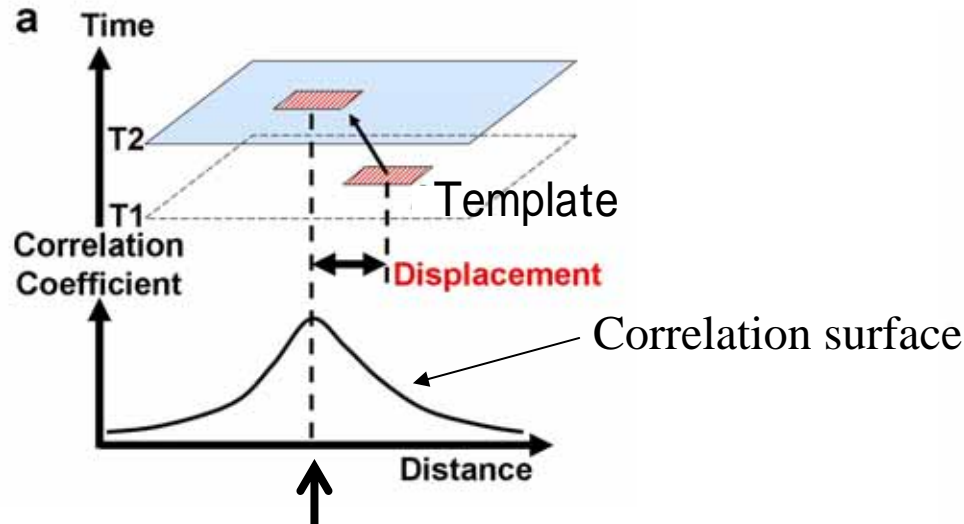 a
Time
T2
Template
T1
Correlation
Coefficient
Displacement
Correlation surface
Distance